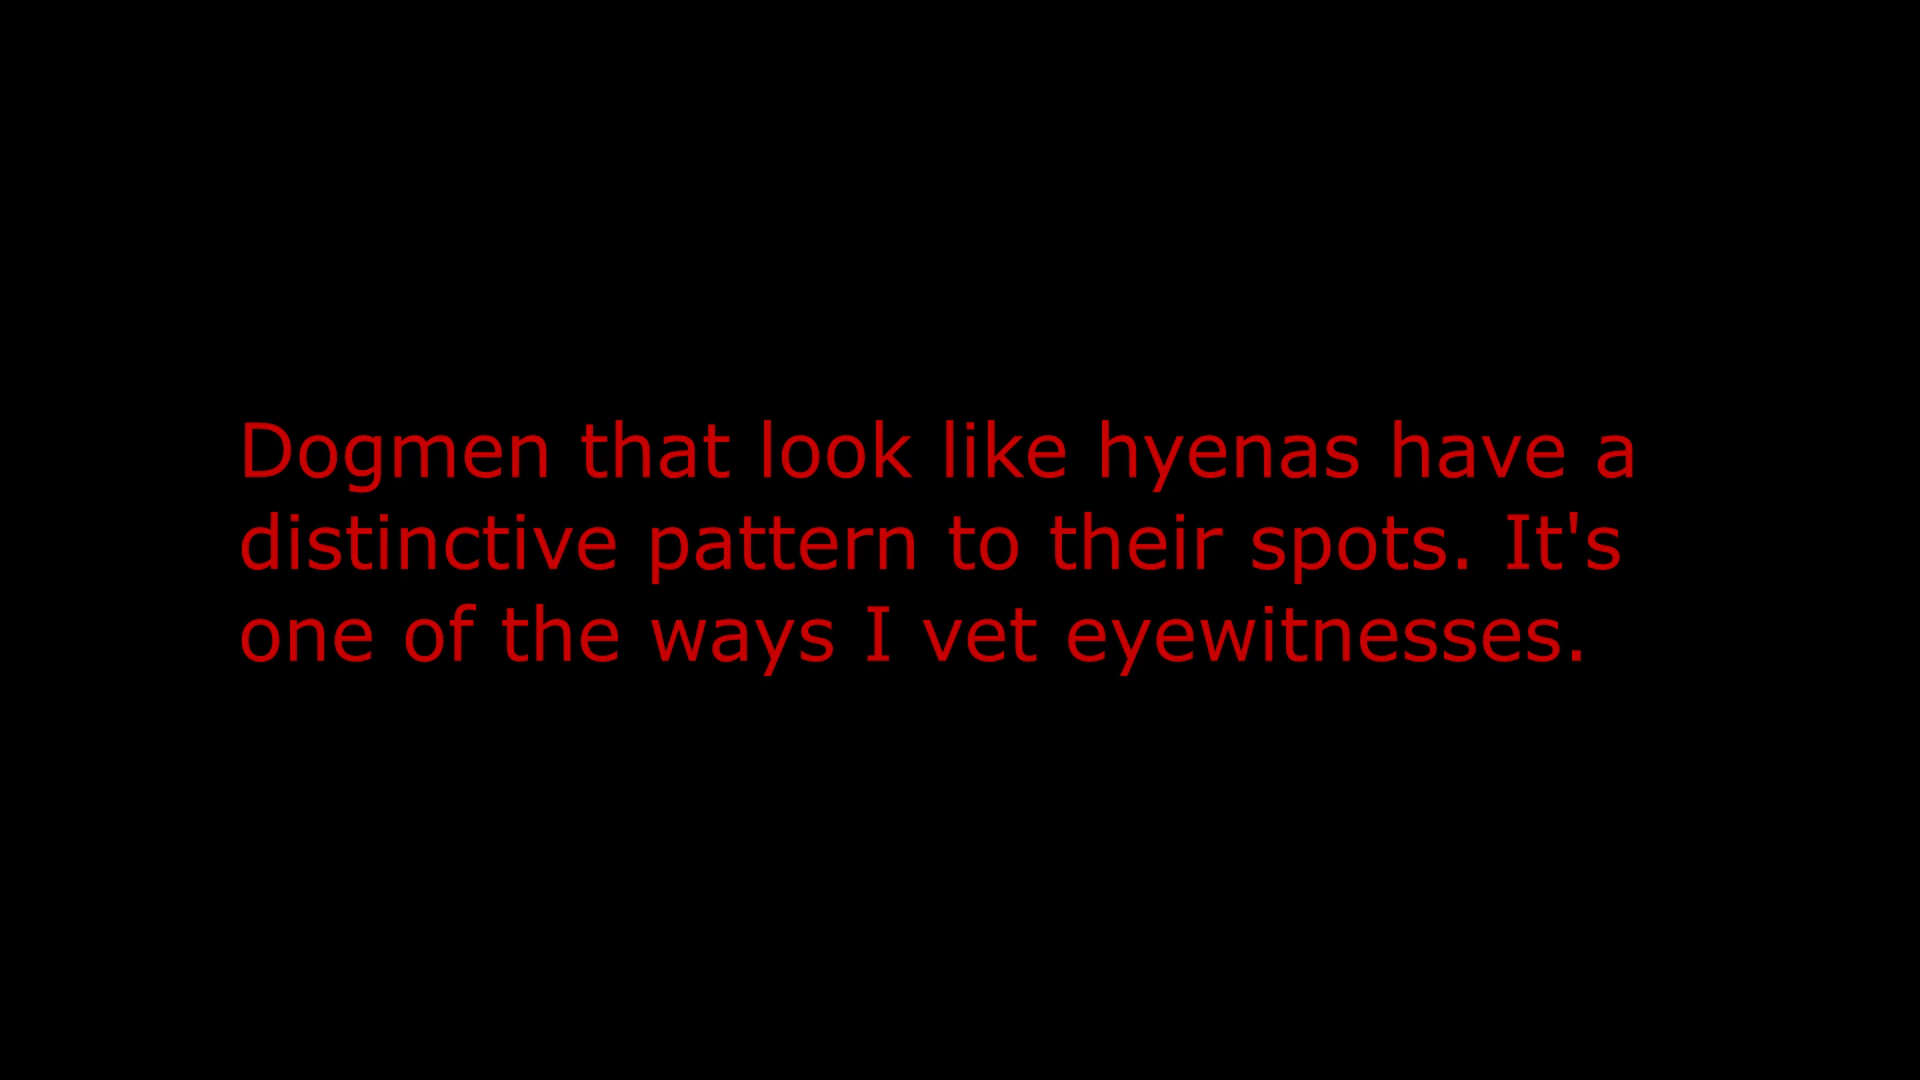 Dogmen that look like hyenas have a
distinctive pattern to their spots. It's
one of the ways I vet eyewitnesses.